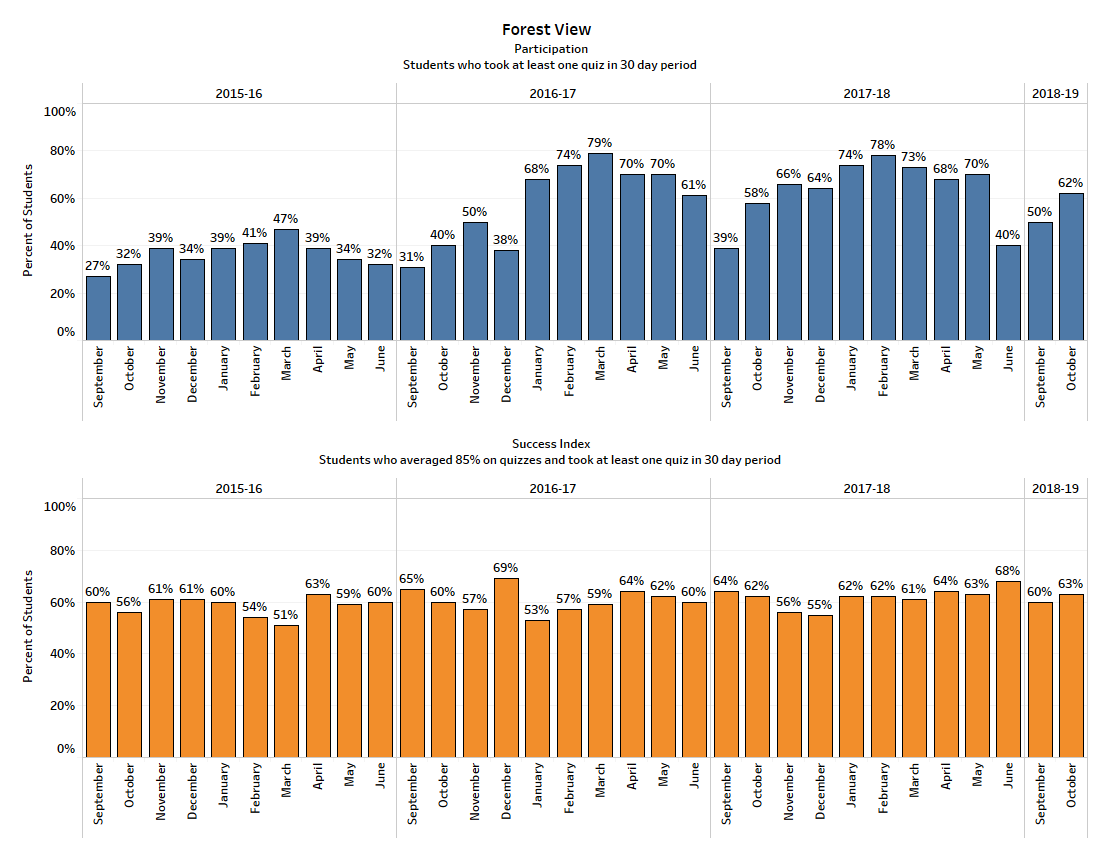 Forest View
Participation
Students who took at least one quiz in 30 day period
2015-16 2016-17 2017-18 2018-19
100%
80%
60%
40%
20%
0%
Percent of Students
27% 32% 39% 34% 39% 41% 47% 39% 34% 32% 31% 40% 50% 38% 68% 74% 79% 70% 70% 61% 39% 58% 66% 64% 74% 78% 73% 68% 70% 40% 50% 62%
September October November December January February March April May June September October November December January February March April May June September October November December January February March April May June September October
Success Index
Students who averaged 85% on quizzes and took at least one quiz in 30 day period
2015-16 2016-17 2017-18 2018-19
100%
80%
60%
40%
20%
0%
Percent of Students
60% 56% 61% 61% 60% 54% 51% 63% 59% 60% 65% 60% 57% 69% 53% 57% 59% 64% 62% 60% 64% 62% 56% 55% 62% 62% 61% 64% 63% 68% 60% 63%
September October November December January February March April May June September October November December January February March April May June September October November December January February March April May June September October